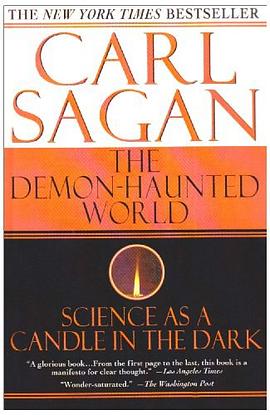 THE NEW YORK TIMES BESTSELLER
CARL
SAGAN
THE
DEMON-HAUNTED
WORLD
SCIENCE AS A
CANDLE IN THE DARK
"A glorious book...From the first page to the last, this book is a
manifesto for clear thought." —Los Angeles Times
"Wonder-saturated." —The Washington Post